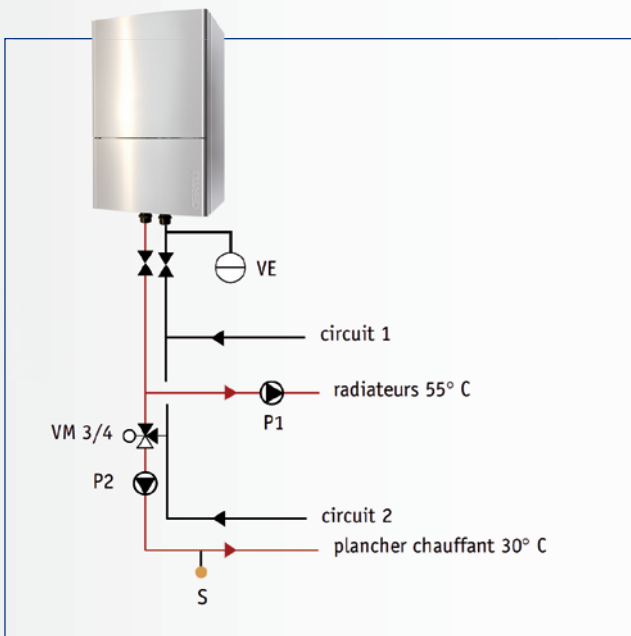 VE
circuit 1
radiateurs 55° C
P1
VM 3/4
P2
circuit 2
plancher chauffant 30° C
S